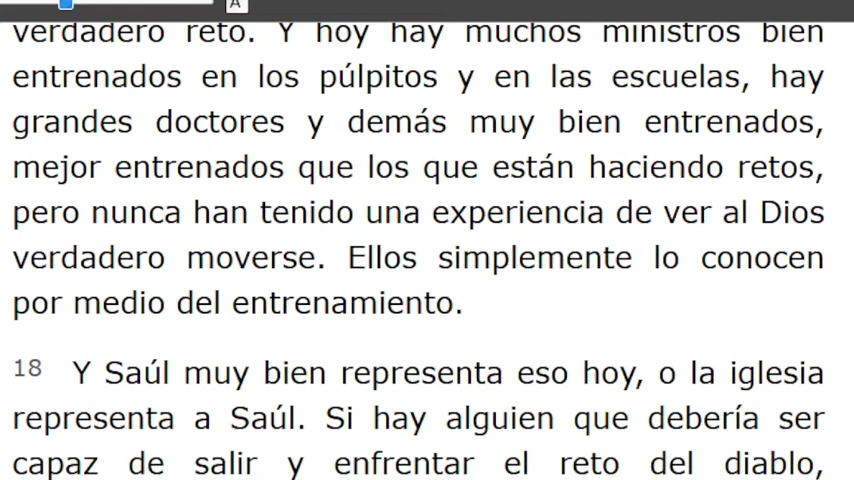 A
verdadero reto. Y hoy hay muchos ministros bien
entrenados en los púlpitos y en las escuelas, hay
grandes doctores y demás muy bien entrenados,
mejor entrenados que los que están haciendo retos,
pero nunca han tenido una experiencia de ver al Dios
verdadero moverse. Ellos simplemente lo conocen
por medio del entrenamiento.
18 Y Saúl muy bien representa eso hoy, o la iglesia
representa a Saúl. Si hay alguien que debería ser
capaz de salir y enfrentar el reto del diablo,